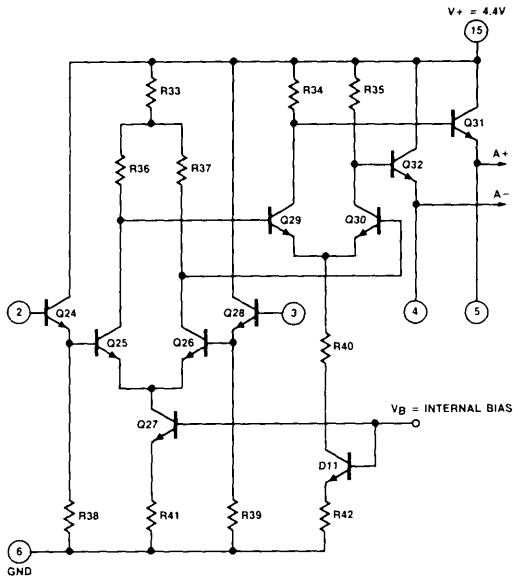 V+ = 4.4V
15
R33
R34
R35
Q31
A+
R36
R37
Q32
A-
Q29
Q30
2
Q24
Q28
3
4
5
Q25
Q26
R40
Q27
VB = INTERNAL BIAS
D11
R38
R41
R39
R42
6
GND